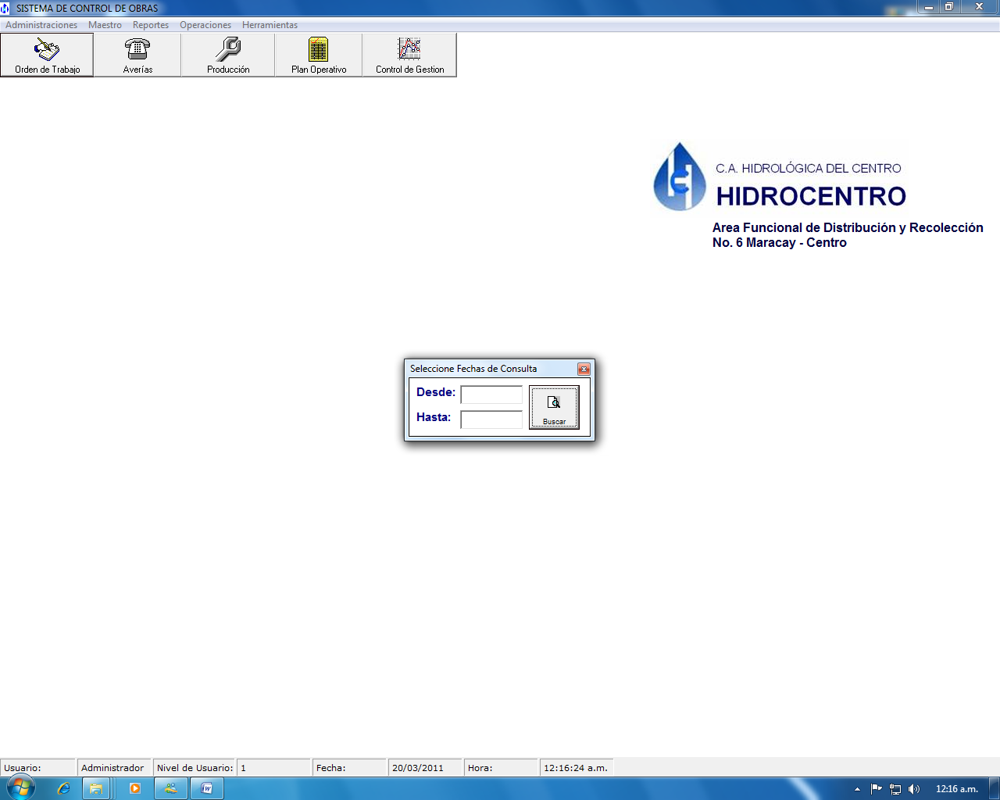 SISTEMA DE CONTROL DE OBRAS
Administraciones Maestro Reportes Operaciones Herramientas
Orden de Trabajo Averías Producción Plan Operativo Control de Gestion
C.A. HIDROLÓGICA DEL CENTRO
HIDROCENTRO
Area Funcional de Distribución y Recolección
No. 6 Maracay - Centro
Seleccione Fechas de Consulta
Desde:
Hasta:
Buscar
Usuario: Administrador Nivel de Usuario: 1 Fecha: 20/03/2011 Hora: 12:16:24 a.m.
12:16 a.m.